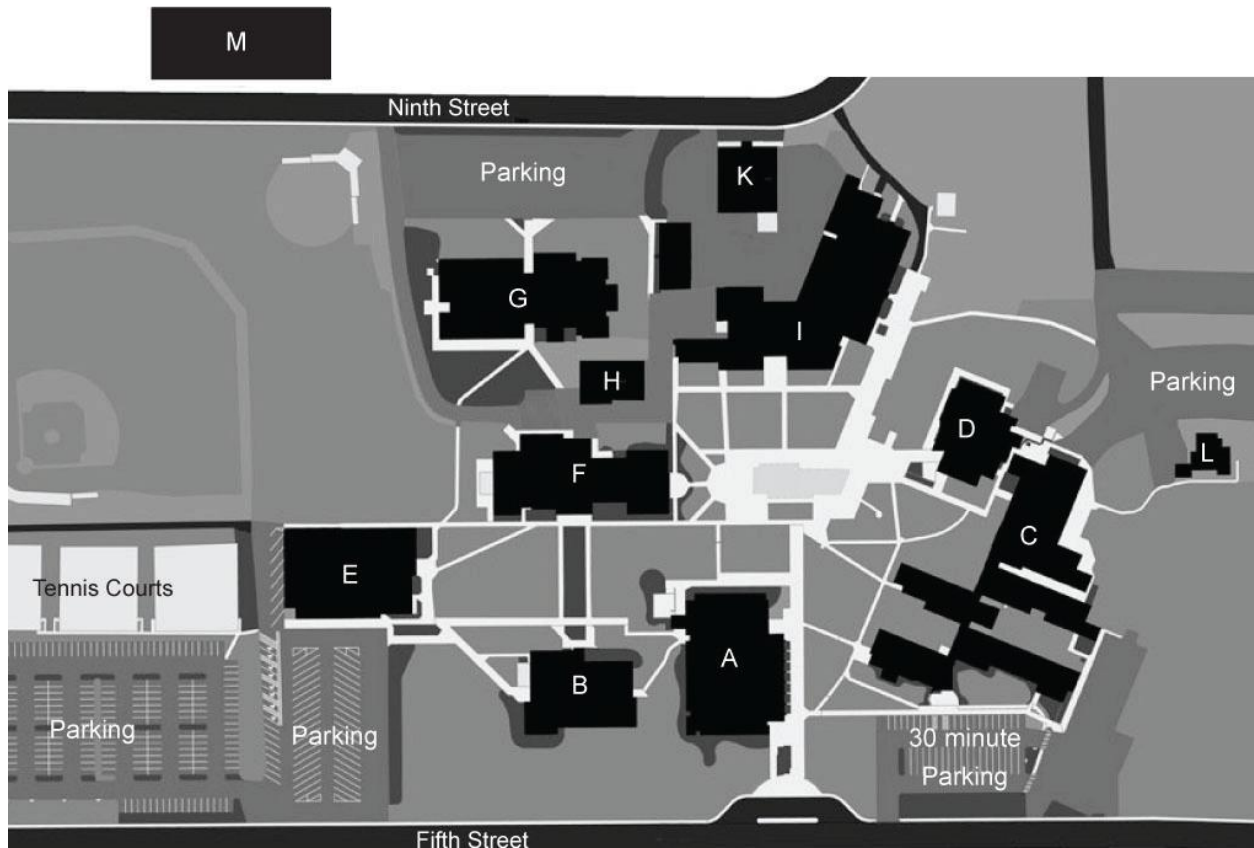 M
Ninth Street
Parking
K
G
I
H
Parking
D
L
F
C
E
Tennis Courts
A
B
Parking
Parking
30 minute
Parking
Fifth Street